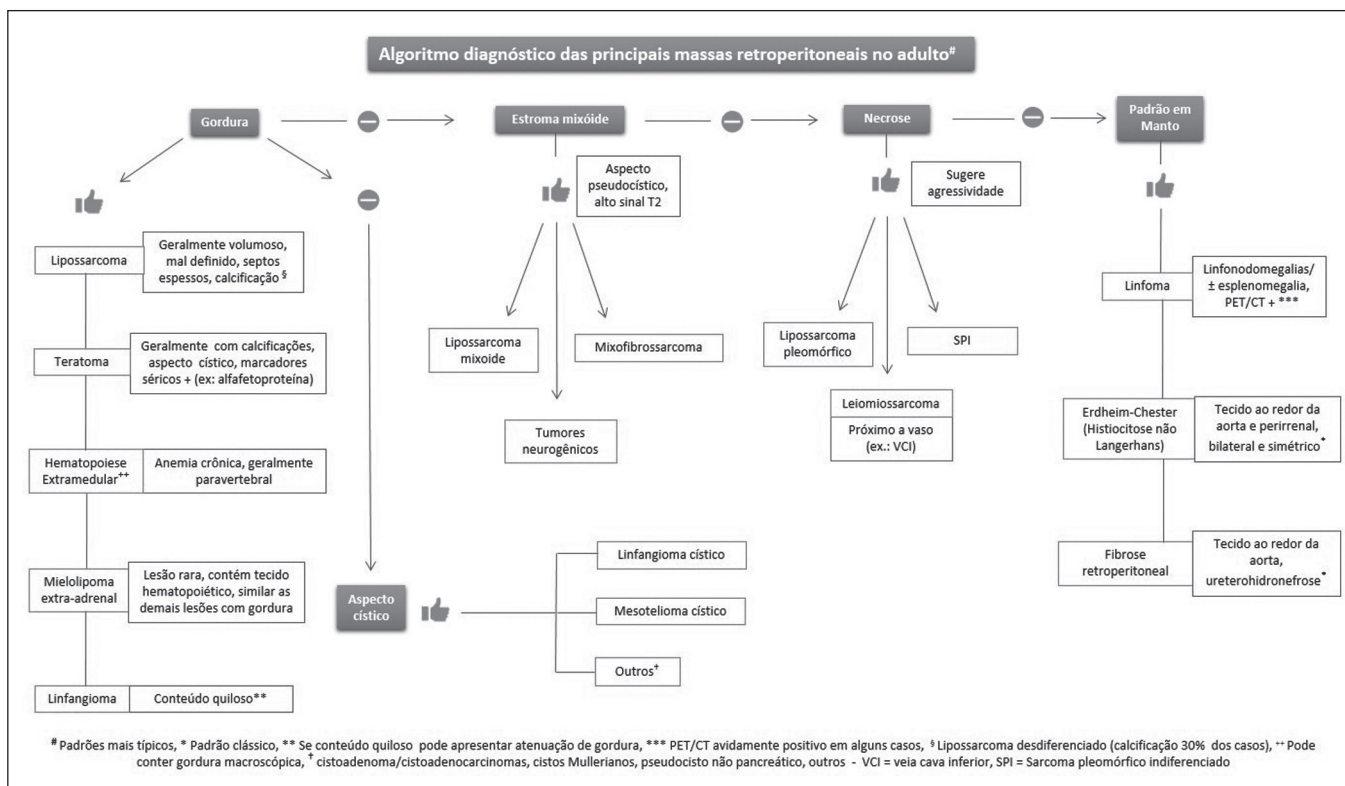 Algoritmo diagnóstico das principais massas retroperitoneais no adulto#
Gordura
Estroma mixóide
Necrose
Padrão em
Manto
Aspecto
pseudocístico,
alto sinal T2
Sugere
agressividade
Lipossarcoma
Geralmente volumoso,
mal definido, septos
espessos, calcificação §
Teratoma
Geralmente com calcificações,
aspecto cístico, marcadores
séricos + (ex: alfafetoproteína)
Hematopoiese
Extramedular++
Anemia crônica, geralmente
paravertebral
Mielolipoma
extra-adrenal
Lesão rara, contém tecido
hematopoiético, similar as
demais lesões com gordura
Linfangioma
Conteúdo quiloso**
Aspecto
cístico
Linfangioma cístico
Mesotelioma cístico
Outros†
Lipossarcoma
mixoide
Mixofibrossarcoma
Tumores
neurogênicos
Lipossarcoma
pleomórfico
SPI
Leiomiossarcoma
Próximo a vaso
(ex.: VCI)
Linfoma
Linfonodomegalias/
± esplenomegalia,
PET/CT + ***
Erdheim-Chester
(Histiocitose não
Langerhans)
Tecido ao redor da
aorta e perirrenal,
bilateral e simétrico*
Fibrose
retroperitoneal
Tecido ao redor da
aorta,
ureterohidronefrose*
# Padrões mais típicos, * Padrão clássico, ** Se conteúdo quiloso pode apresentar atenuação de gordura, *** PET/CT avidamente positivo em alguns casos, § Lipossarcoma desdiferenciado (calcificação 30% dos casos), ++ Pode
conter gordura macroscópica, † cistoadenoma/cistoadenocarcinomas, cistos Mullerianos, pseudocisto não pancreático, outros - VCI = veia cava inferior, SPI = Sarcoma pleomórfico indiferenciado